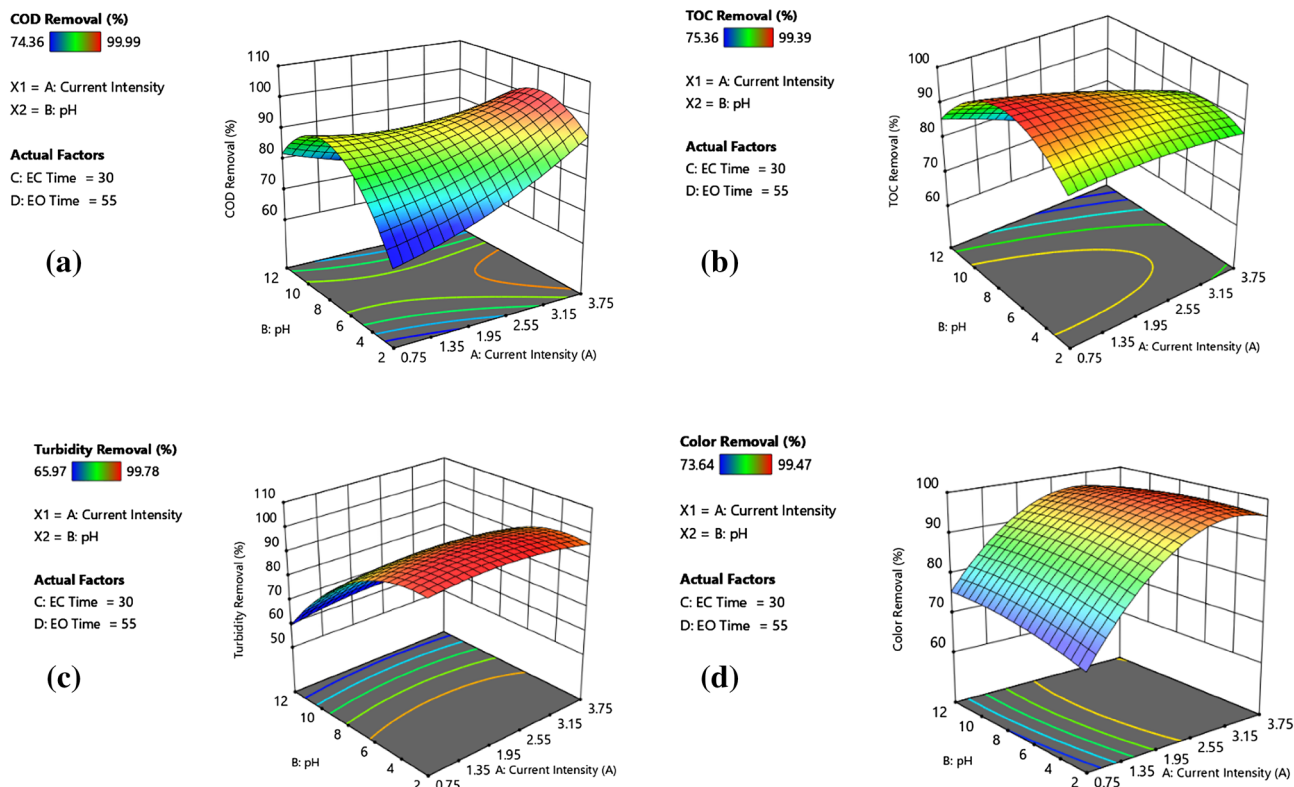 COD Removal (%)
74.36 99.99
X1 = A: Current Intensity
X2 = B: pH
Actual Factors
C: EC Time = 30
D: EO Time = 55
(a)
COD Removal (%)
110
100
90
80
70
60
12
10
8
6
4
2
B: pH
0.75
1.35
1.95
2.55
3.15
3.75
A: Current Intensity (A)
TOC Removal (%)
75.36 99.39
X1 = A: Current Intensity
X2 = B: pH
Actual Factors
C: EC Time = 30
D: EO Time = 55
(b)
TOC Removal (%)
100
90
80
70
60
12
10
8
6
4
2
B: pH
0.75
1.35
1.95
2.55
3.15
3.75
A: Current Intensity (A)
Turbidity Removal (%)
65.97 99.78
X1 = A: Current Intensity
X2 = B: pH
Actual Factors
C: EC Time = 30
D: EO Time = 55
(c)
Turbidity Removal (%)
110
100
90
80
70
60
50
12
10
8
6
4
2
B: pH
0.75
1.35
1.95
2.55
3.15
3.75
A: Current Intensity (A)
Color Removal (%)
73.64 99.47
X1 = A: Current Intensity
X2 = B: pH
Actual Factors
C: EC Time = 30
D: EO Time = 55
(d)
Color Removal (%)
100
90
80
70
60
12
10
8
6
4
2
B: pH
0.75
1.35
1.95
2.55
3.15
3.75
A: Current Intensity (A)